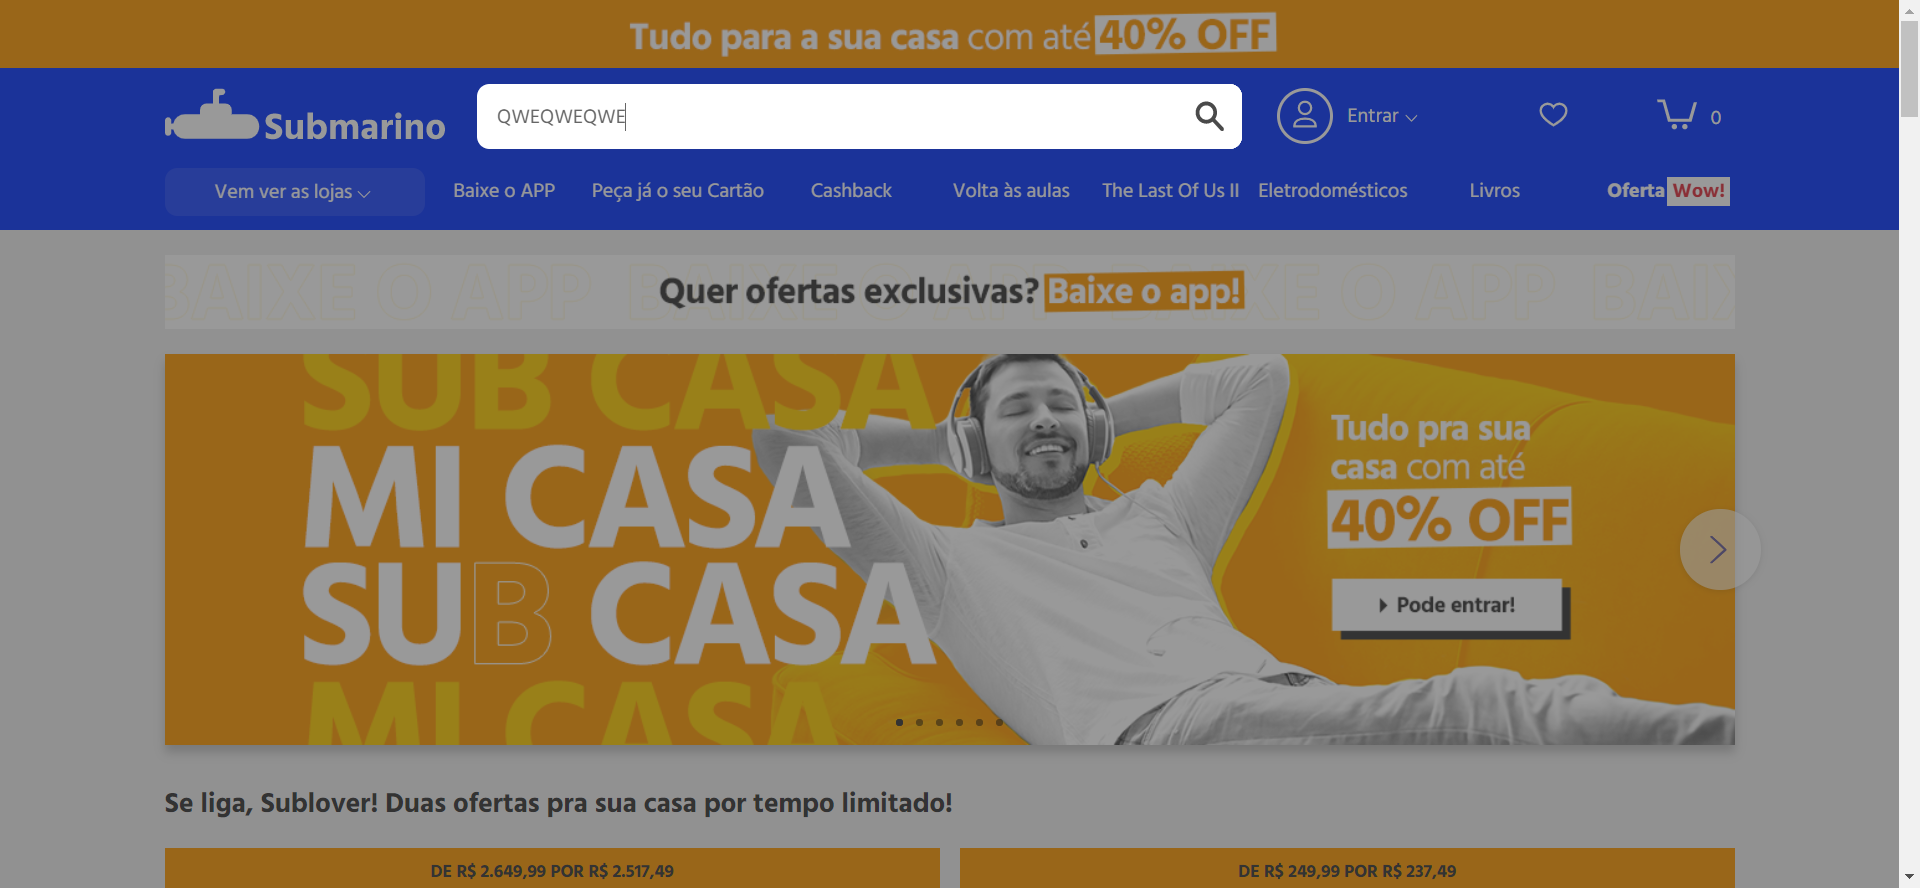 Tudo para a sua casa com até 40% OFF
Submarino
QWEQWEQWE
Entrar
0
Vem ver as lojas
Baixe o APP
Peça já o seu Cartão
Cashback
Volta às aulas
The Last Of Us II
Eletrodomésticos
Livros
Oferta Wow!
BAIXE O APP BAIXE O APP BAIXE O APP BAIX
Quer ofertas exclusivas? Baixe o app!
SUB CASA
MI CASA
SUB CASA
MI CASA
Tudo pra sua
casa com até
40% OFF
Pode entrar!
Se liga, Sublover! Duas ofertas pra sua casa por tempo limitado!
DE R$ 2.649,99 POR R$ 2.517,49
DE R$ 249,99 POR R$ 237,49